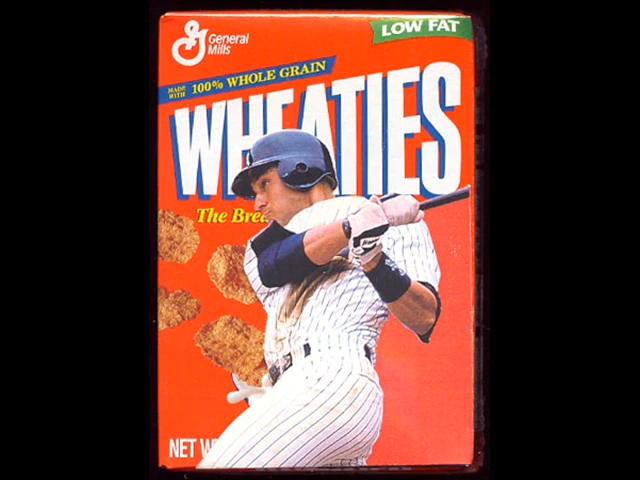 General
Mills
LOW FAT
MADE
WITH
100% WHOLE GRAIN
WHEATIES
The Brea
NET W